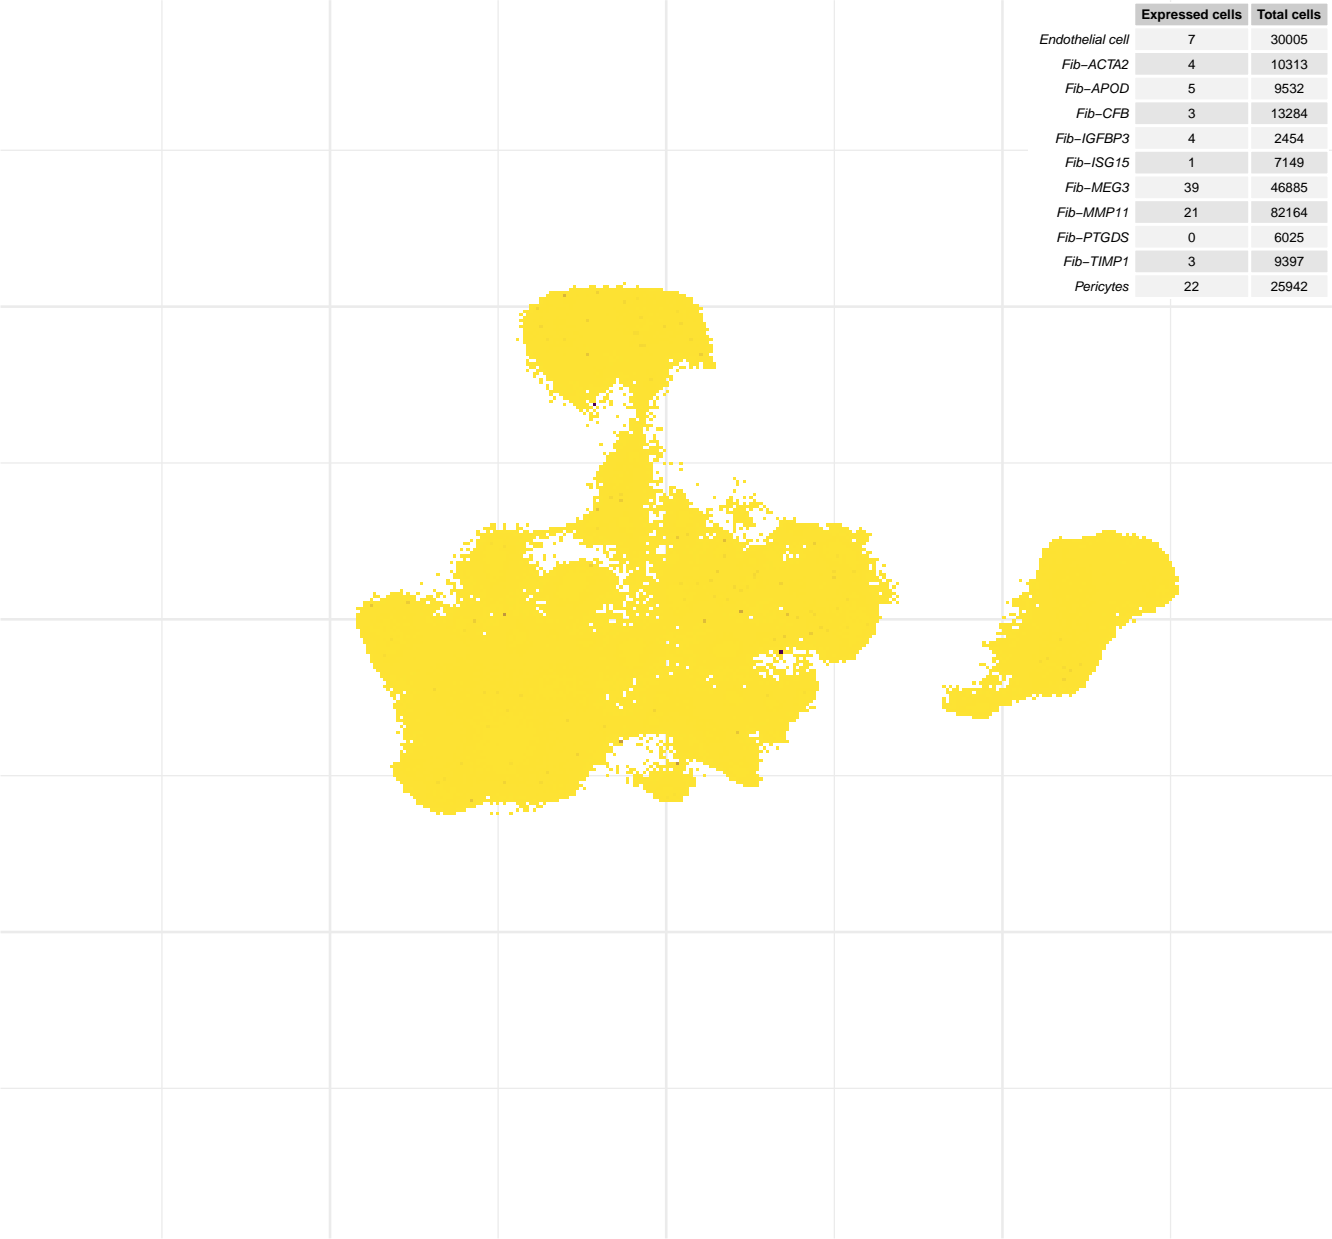 Expressed cells Total cells
Endothelial cell 7 30005
Fib−ACTA2 4 10313
Fib−APOD 5 9532
Fib−CFB 3 13284
Fib−IGFBP3 4 2454
Fib−ISG15 1 7149
Fib−MEG3 39 46885
Fib−MMP11 21 82164
Fib−PTGDS 0 6025
Fib−TIMP1 3 9397
Pericytes 22 25942